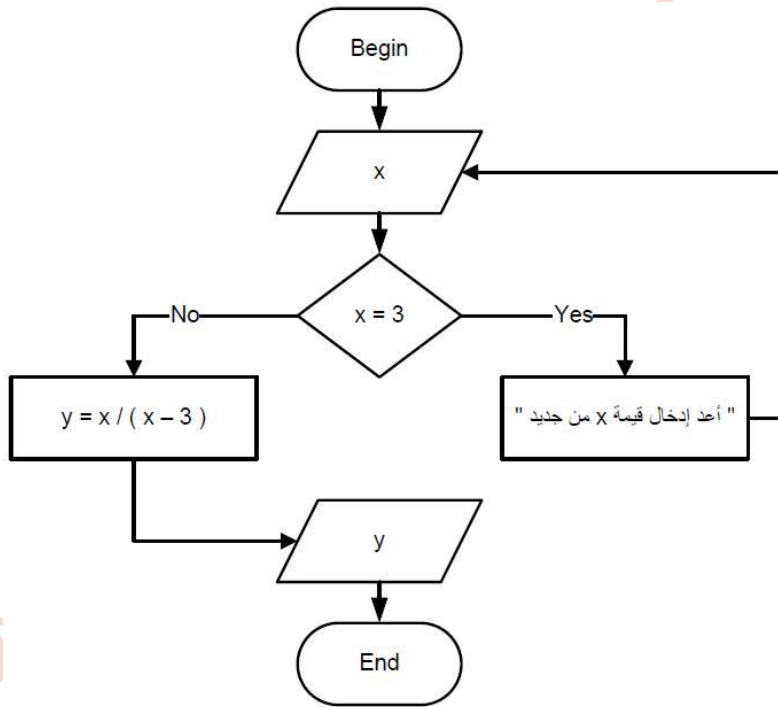 Begin
x
x = 3
No
Yes
y = x / ( x – 3 )
" أعد إدخال قيمة x من جديد "
y
End